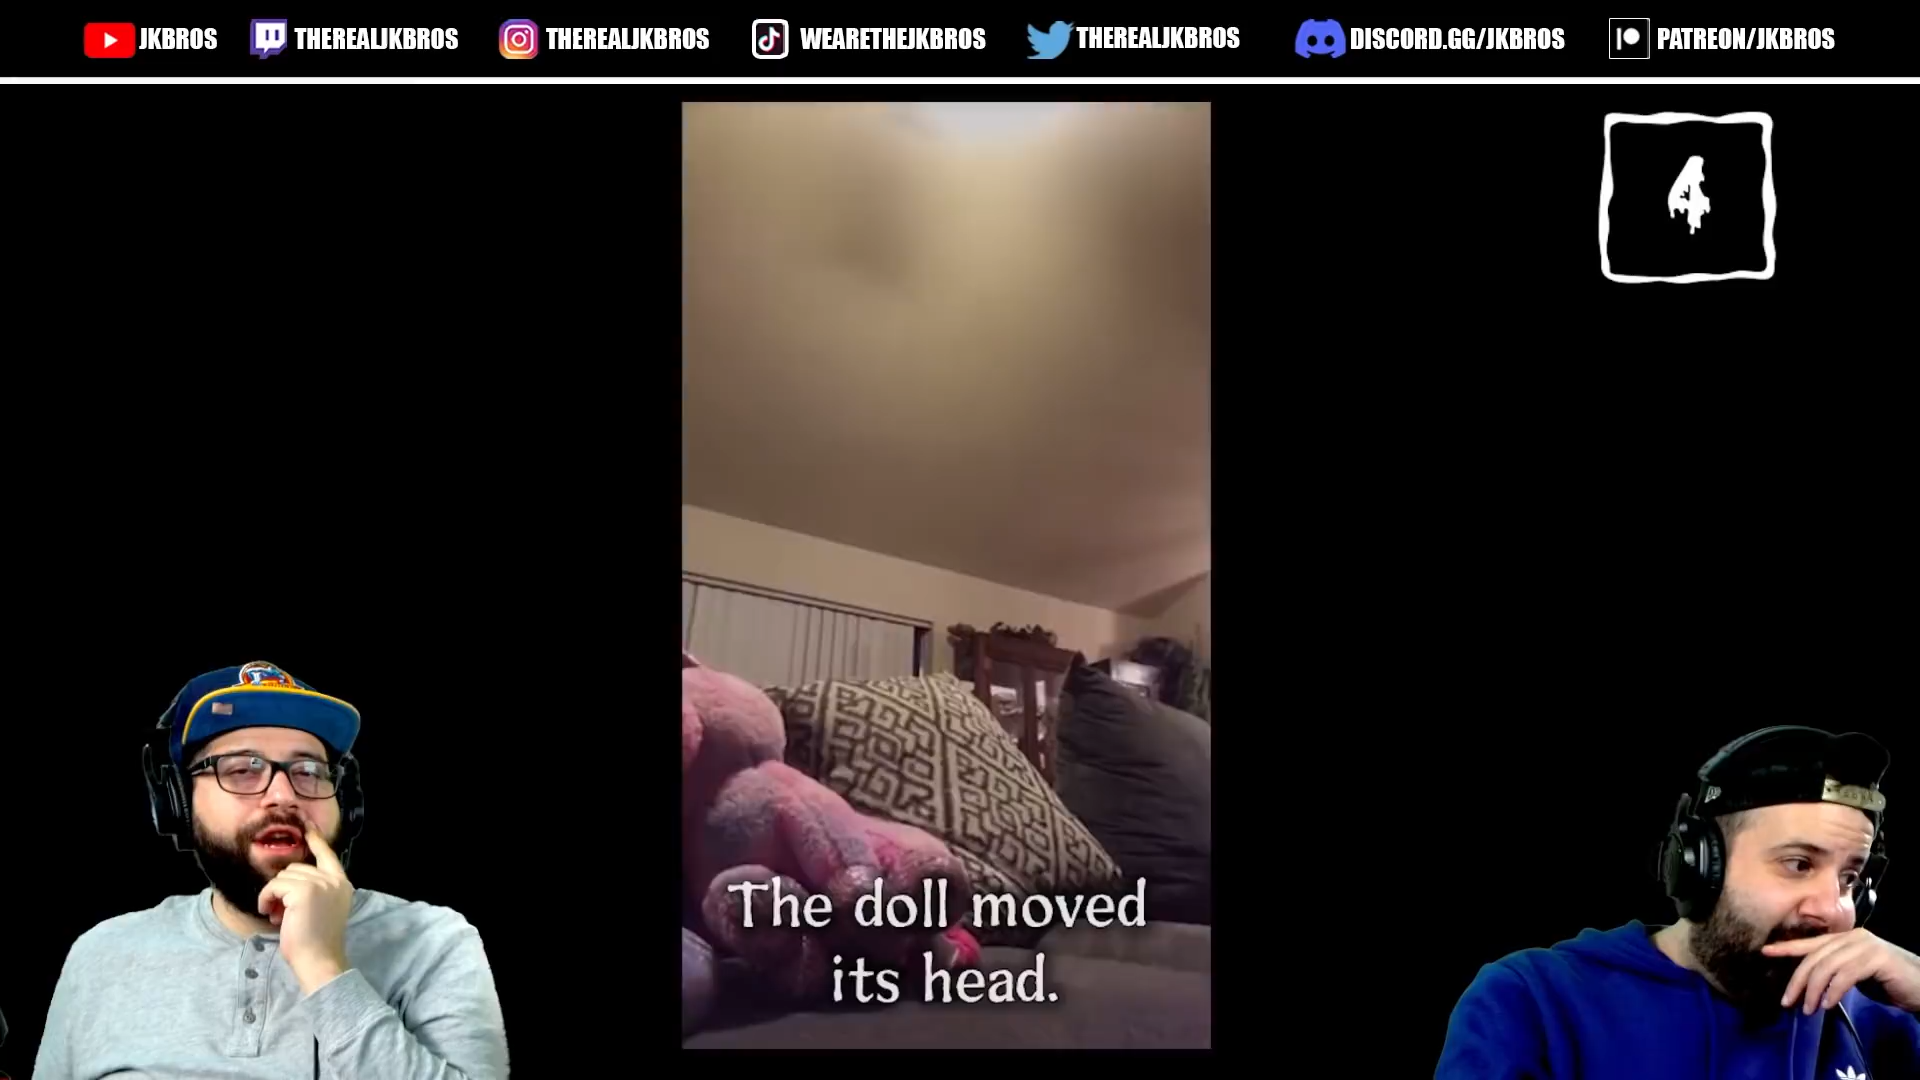 JKBROS THEREALJKBROS THEREALJKBROS WEARETHEJKBROS THEREALJKBROS DISCORD.GG/JKBROS PATREON/JKBROS
4
The doll moved
its head.